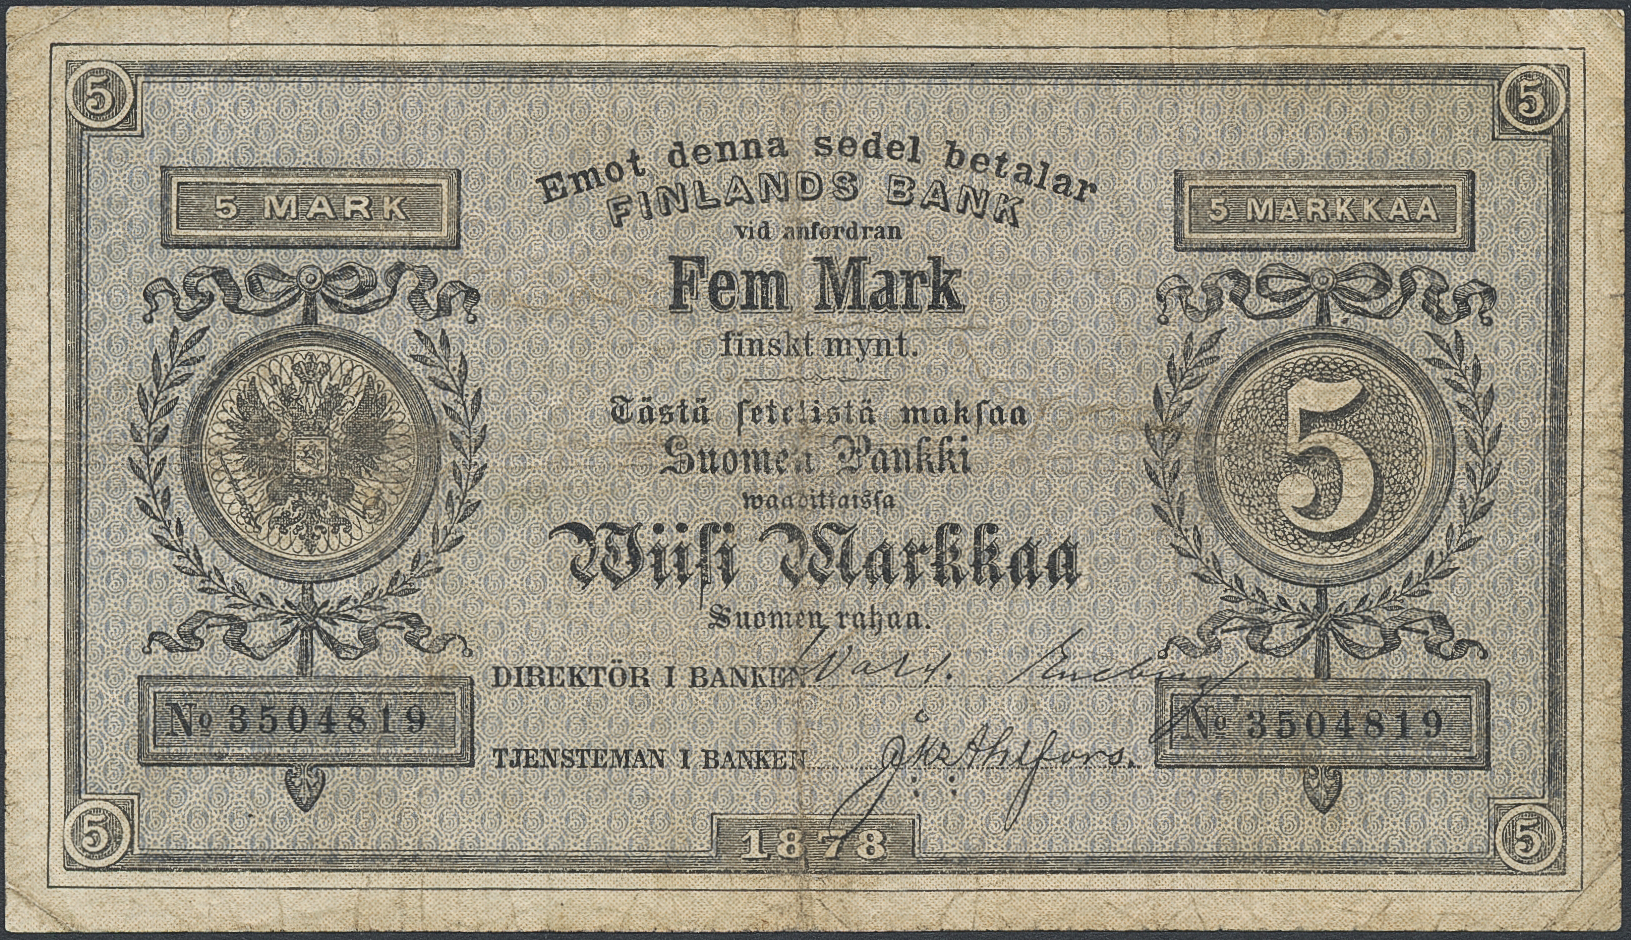 5
5
Emot denna sedel betalar
FINLANDS BANK
5 MARK
5 MARKKAA
vid anfordran
Fem Mark
finskt mynt.
Tästä setelistä maksaa
Suomen Pankki
waadittaissa
Wiisi Markkaa
5
Suomen rahaa.
DIREKTÖR I BANKEN
№ 3504819
№ 3504819
TJENSTEMAN I BANKEN
5
1878
5